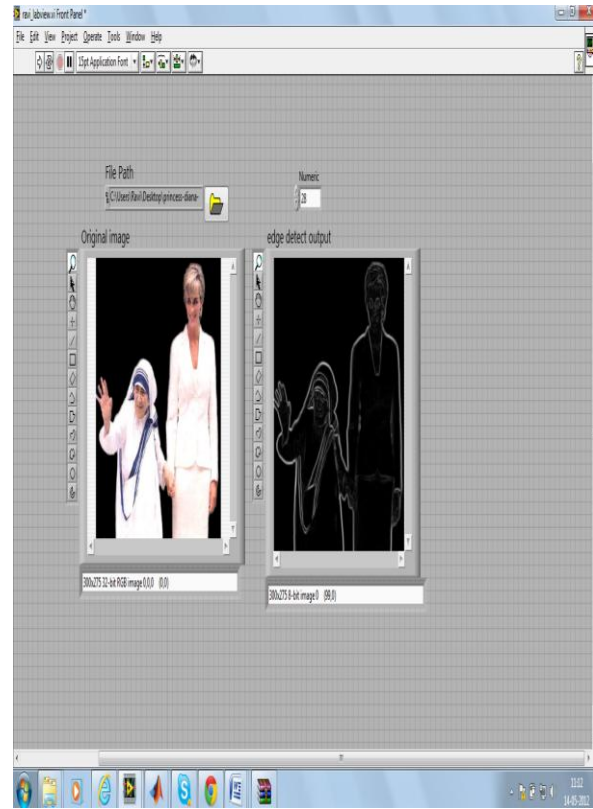 ravi_labview.vi Front Panel *
File Edit View Project Operate Tools Window Help
15pt Application Font
File Path
C:\Users\Ravi\Desktop\princess-diana-
Numeric
28
Original image
edge detect output
300x275 32-bit RGB image 0,0,0 (0,0)
300x275 8-bit image 0 (99,0)
11:02
14-05-2012